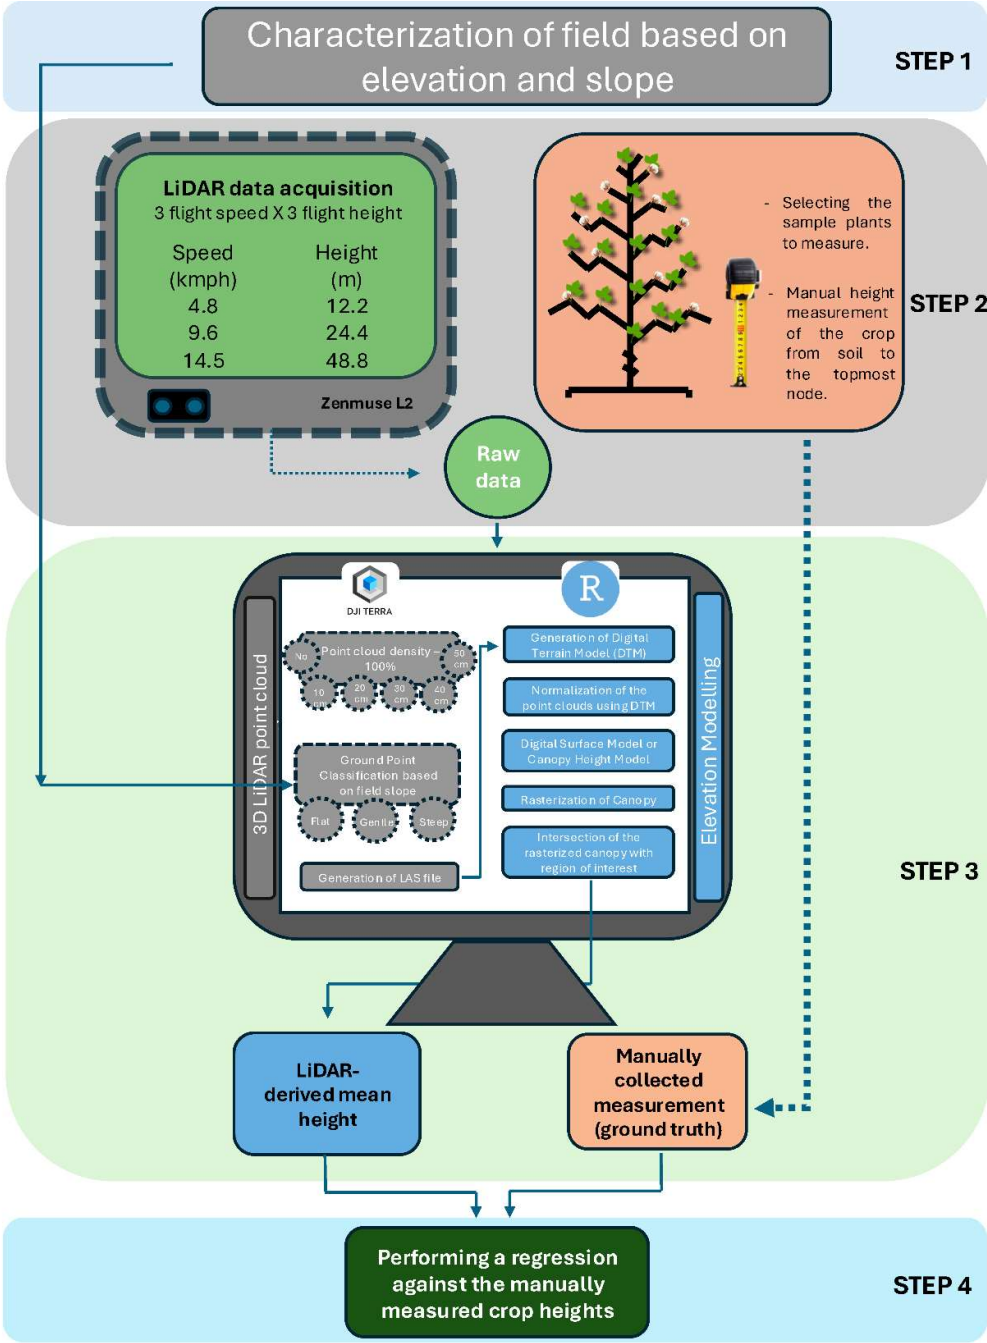 Characterization of field based on
elevation and slope
STEP 1
LiDAR data acquisition
3 flight speed X 3 flight height
Speed
(kmph)
4.8
9.6
14.5
Height
(m)
12.2
24.4
48.8
Zenmuse L2
- Selecting the
sample plants
to measure.
- Manual height
measurement
of the crop
from soil to
the topmost
node.
STEP 2
Raw
data
DJI TERRA
R
3D LiDAR point cloud
Point cloud density –
100%
No
10
cm
20
cm
30
cm
40
cm
50
cm
Ground Point
Classification based
on field slope
Flat
Gentle
Steep
Generation of LAS file
Generation of Digital
Terrain Model (DTM)
Normalization of the
point clouds using DTM
Digital Surface Model or
Canopy Height Model
Rasterization of Canopy
Intersection of the
rasterized canopy with
region of interest
Elevation Modelling
STEP 3
LiDAR-
derived mean
height
Manually
collected
measurement
(ground truth)
Performing a regression
against the manually
measured crop heights
STEP 4